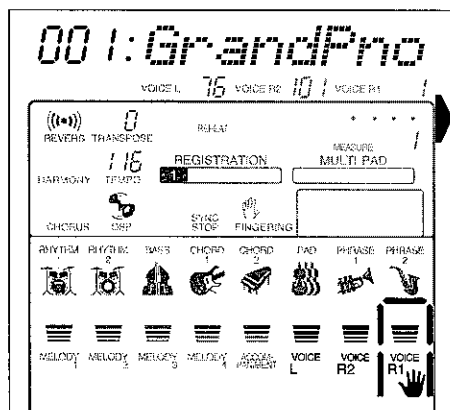 001:GrandPno
VOICE L 76 VOICE R2 101 VOICE R1 1
REVERB 0 TRANSPOSE REPEAT MEASURE 1
HARMONY 116 TEMPO REGISTRATION 1 MULTI PAD
CHORUS DSP SYNC STOP FINGERING
RHYTHM 1 RHYTHM 2 BASS CHORD 1 CHORD 2 PAD PHRASE 1 PHRASE 2
MELODY 1 MELODY 2 MELODY 3 MELODY 4 ACCOMPANIMENT VOICE L VOICE R2 VOICE R1